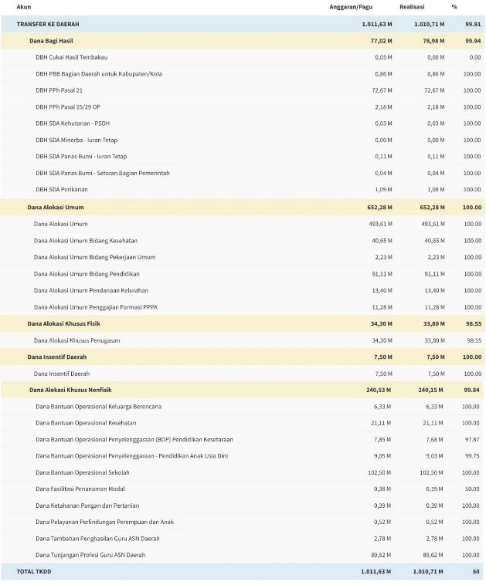 Akun Anggaran/Pagu Realisasi %
TRANSFER KE DAERAH 1.011,63 M 1.010,71 M 99.91
Dana Bagi Hasil 77,02 M 76,98 M 99.94
DBH Cukai Hasil Tembakau 0,05 M 0,00 M 0.00
DBH PBB Bagian Daerah untuk Kabupaten/Kota 0,86 M 0,86 M 100.00
DBH PPh Pasal 21 72,67 M 72,67 M 100.00
DBH PPh Pasal 25/29 OP 2,18 M 2,18 M 100.00
DBH SDA Kehutanan - PSDH 0,03 M 0,03 M 100.00
DBH SDA Minerba - Iuran Tetap 0,00 M 0,00 M 100.00
DBH SDA Panas Bumi - Iuran Tetap 0,11 M 0,11 M 100.00
DBH SDA Panas Bumi - Setoran Bagian Pemerintah 0,04 M 0,04 M 100.00
DBH SDA Perikanan 1,09 M 1,09 M 100.00
Dana Alokasi Umum 652,28 M 652,28 M 100.00
Dana Alokasi Umum 493,61 M 493,61 M 100.00
Dana Alokasi Umum Bidang Kesehatan 40,65 M 40,65 M 100.00
Dana Alokasi Umum Bidang Pekerjaan Umum 2,23 M 2,23 M 100.00
Dana Alokasi Umum Bidang Pendidikan 91,11 M 91,11 M 100.00
Dana Alokasi Umum Pendanaan Kelurahan 13,40 M 13,40 M 100.00
Dana Alokasi Umum Penggajian Formasi PPPK 11,28 M 11,28 M 100.00
Dana Alokasi Khusus Fisik 34,30 M 33,80 M 98.55
Dana Alokasi Khusus Penugasan 34,30 M 33,80 M 98.55
Dana Insentif Daerah 7,50 M 7,50 M 100.00
Dana Insentif Daerah 7,50 M 7,50 M 100.00
Dana Alokasi Khusus Nonfisik 240,53 M 240,15 M 99.84
Dana Bantuan Operasional Keluarga Berencana 6,33 M 6,33 M 100.00
Dana Bantuan Operasional Kesehatan 21,11 M 21,11 M 100.00
Dana Bantuan Operasional Penyelenggaraan (BOP) Pendidikan Kesetaraan 7,85 M 7,68 M 97.87
Dana Bantuan Operasional Penyelenggaraan - Pendidikan Anak Usia Dini 9,05 M 9,03 M 99.75
Dana Bantuan Operasional Sekolah 102,50 M 102,50 M 100.00
Dana Fasilitasi Penanaman Modal 0,38 M 0,19 M 50.00
Dana Ketahanan Pangan dan Pertanian 0,39 M 0,39 M 100.00
Dana Pelayanan Perlindungan Perempuan dan Anak 0,52 M 0,52 M 100.00
Dana Tambahan Penghasilan Guru ASN Daerah 2,78 M 2,78 M 100.00
Dana Tunjangan Profesi Guru ASN Daerah 89,62 M 89,62 M 100.00
TOTAL TKDD 1.011,63 M 1.010,71 M 50